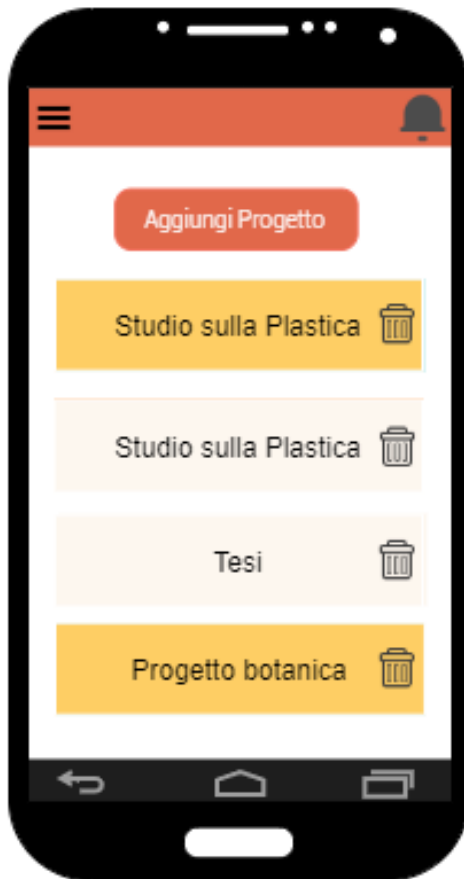 Aggiungi Progetto
Studio sulla Plastica
Studio sulla Plastica
Tesi
Progetto botanica